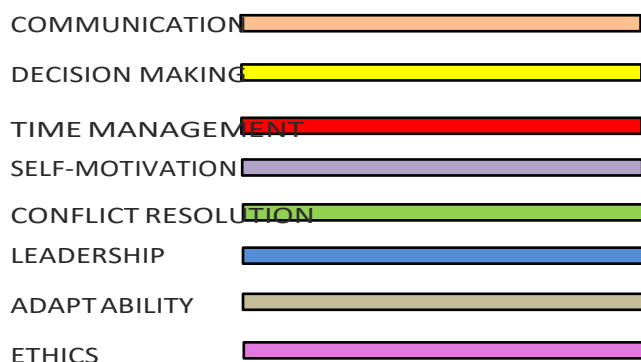 COMMUNICATION
DECISION MAKING
TIME MANAGEMENT
SELF-MOTIVATION
CONFLICT RESOLUTION
LEADERSHIP
ADAPTABILITY
ETHICS